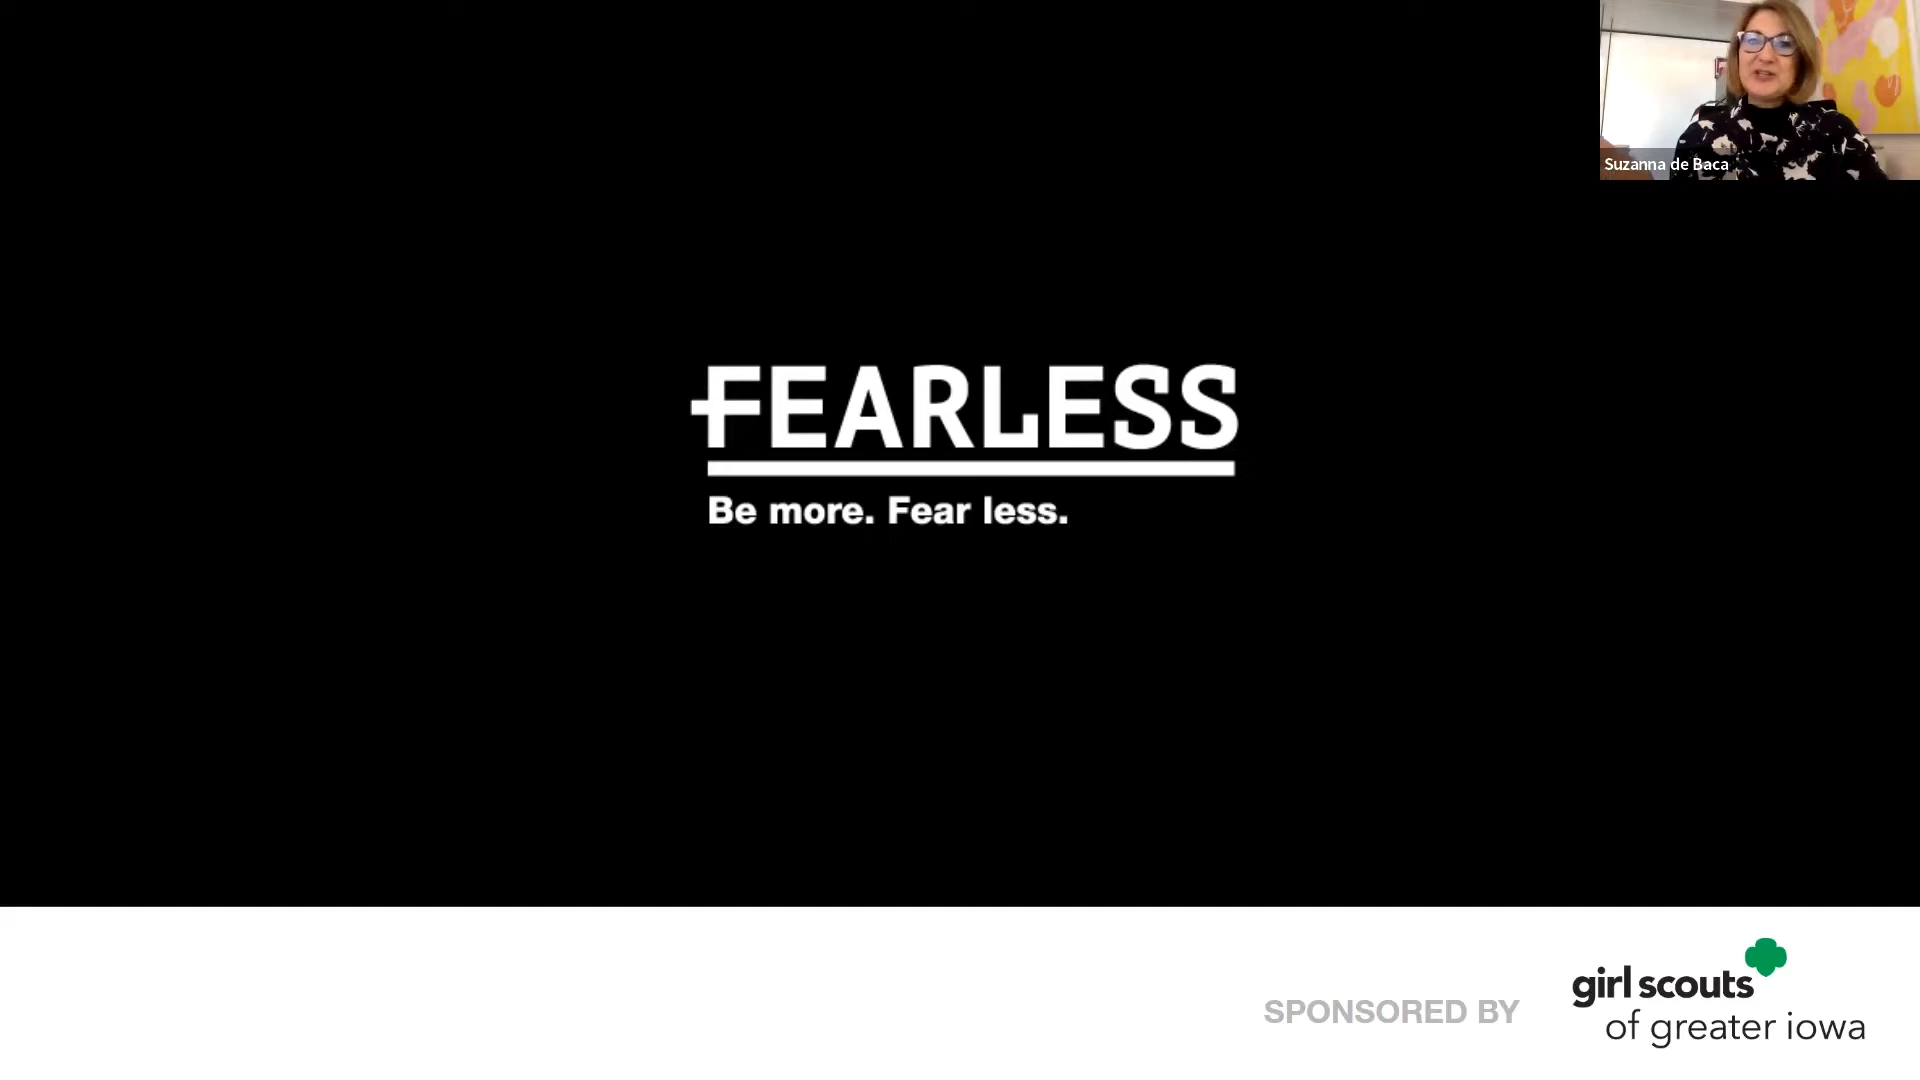 Suzanna de Baca
FEARLESS
Be more. Fear less.
SPONSORED BY
girl scouts
of greater iowa